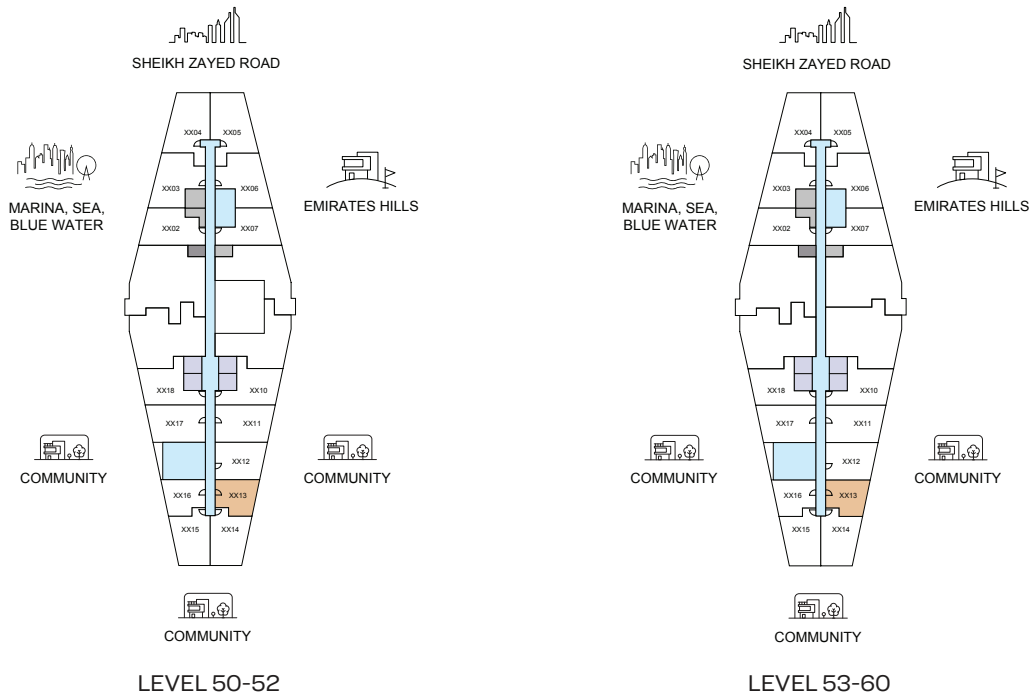 SHEIKH ZAYED ROAD
XX04
XX05
MARINA, SEA,
BLUE WATER
EMIRATES HILLS
XX03
XX06
XX02
XX07
XX18
XX10
XX17
XX11
COMMUNITY
COMMUNITY
XX12
XX16
XX13
XX15
XX14
COMMUNITY
LEVEL 50-52
SHEIKH ZAYED ROAD
XX04
XX05
MARINA, SEA,
BLUE WATER
EMIRATES HILLS
XX03
XX06
XX02
XX07
XX18
XX10
XX17
XX11
COMMUNITY
COMMUNITY
XX12
XX16
XX13
XX15
XX14
COMMUNITY
LEVEL 53-60